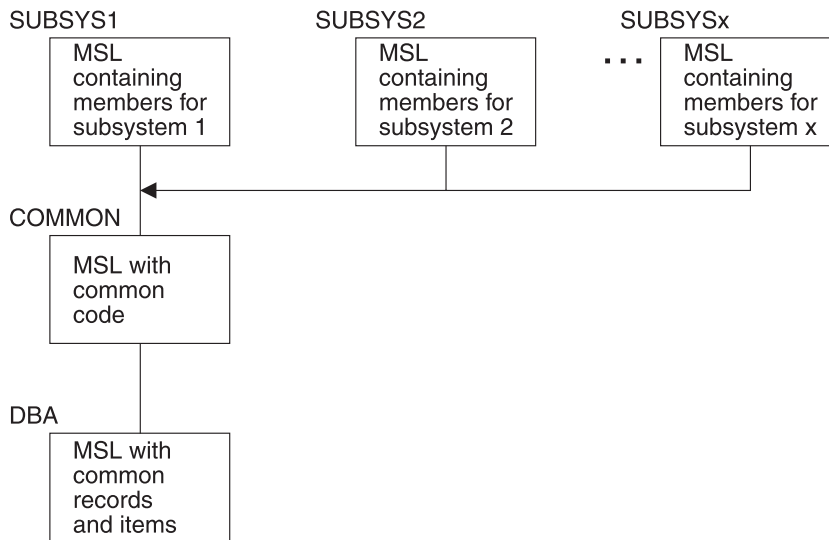 SUBSYS1
MSL
containing
members for
subsystem 1
SUBSYS2
MSL
containing
members for
subsystem 2
...
SUBSYSx
MSL
containing
members for
subsystem x
COMMON
MSL with
common
code
DBA
MSL with
common
records
and items